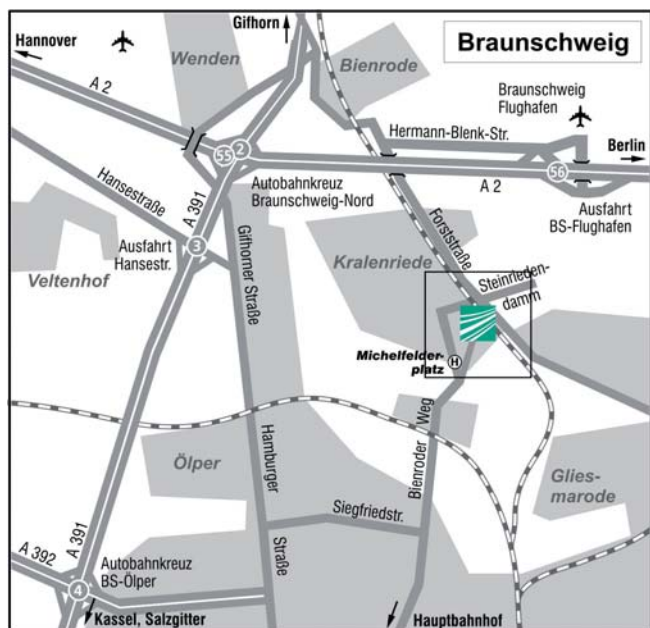 Gifhorn
Hannover
Wenden
Bienrode
Braunschweig
A 2
Braunschweig
Flughafen
Hermann-Blenk-Str.
Berlin
55
2
56
A 2
Hansestraße
A 391
Autobahnkreuz
Braunschweig-Nord
Ausfahrt
BS-Flughafen
3
Ausfahrt
Hansestr.
Gifhorner Straße
Forststraße
Veltenhof
Kralenriede
Steinrieden-
damm
Michelfelder-
platz
H
Ölper
Hamburger
Straße
Bienroder Weg
Glies-
marode
Siegfriedstr.
A 391
A 392
Autobahnkreuz
BS-Ölper
4
Kassel, Salzgitter
Hauptbahnhof